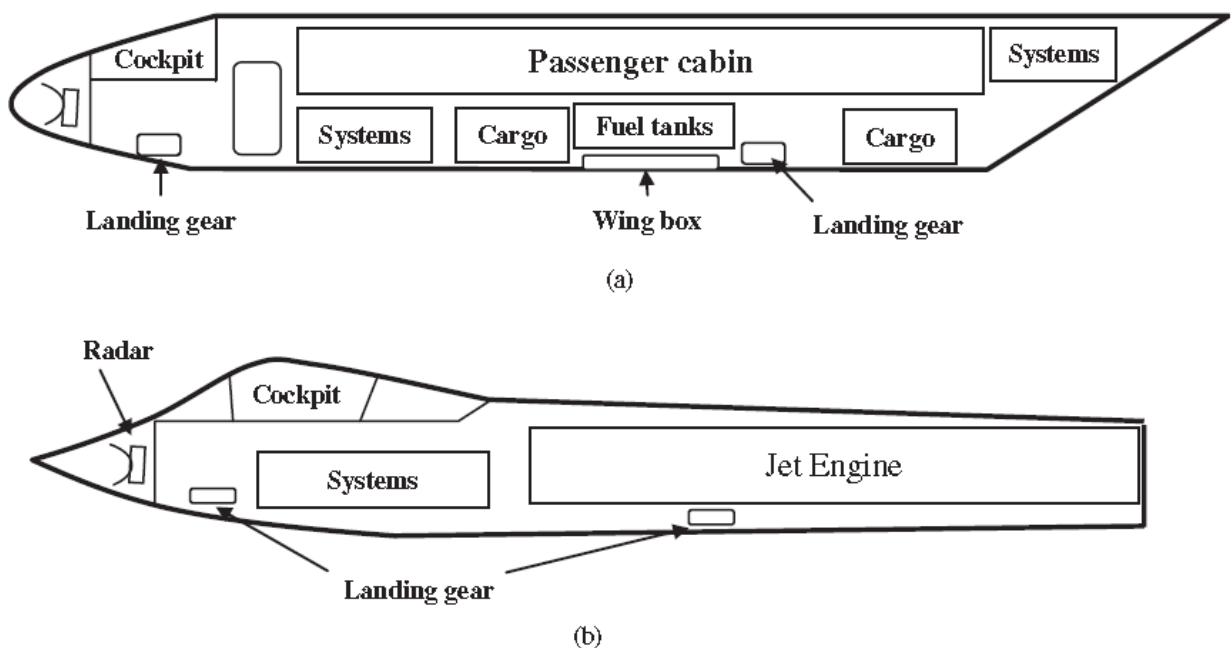 Cockpit
Passenger cabin
Systems
Systems
Cargo
Fuel tanks
Cargo
Landing gear
Wing box
Landing gear
(a)
Radar
Cockpit
Systems
Jet Engine
Landing gear
(b)